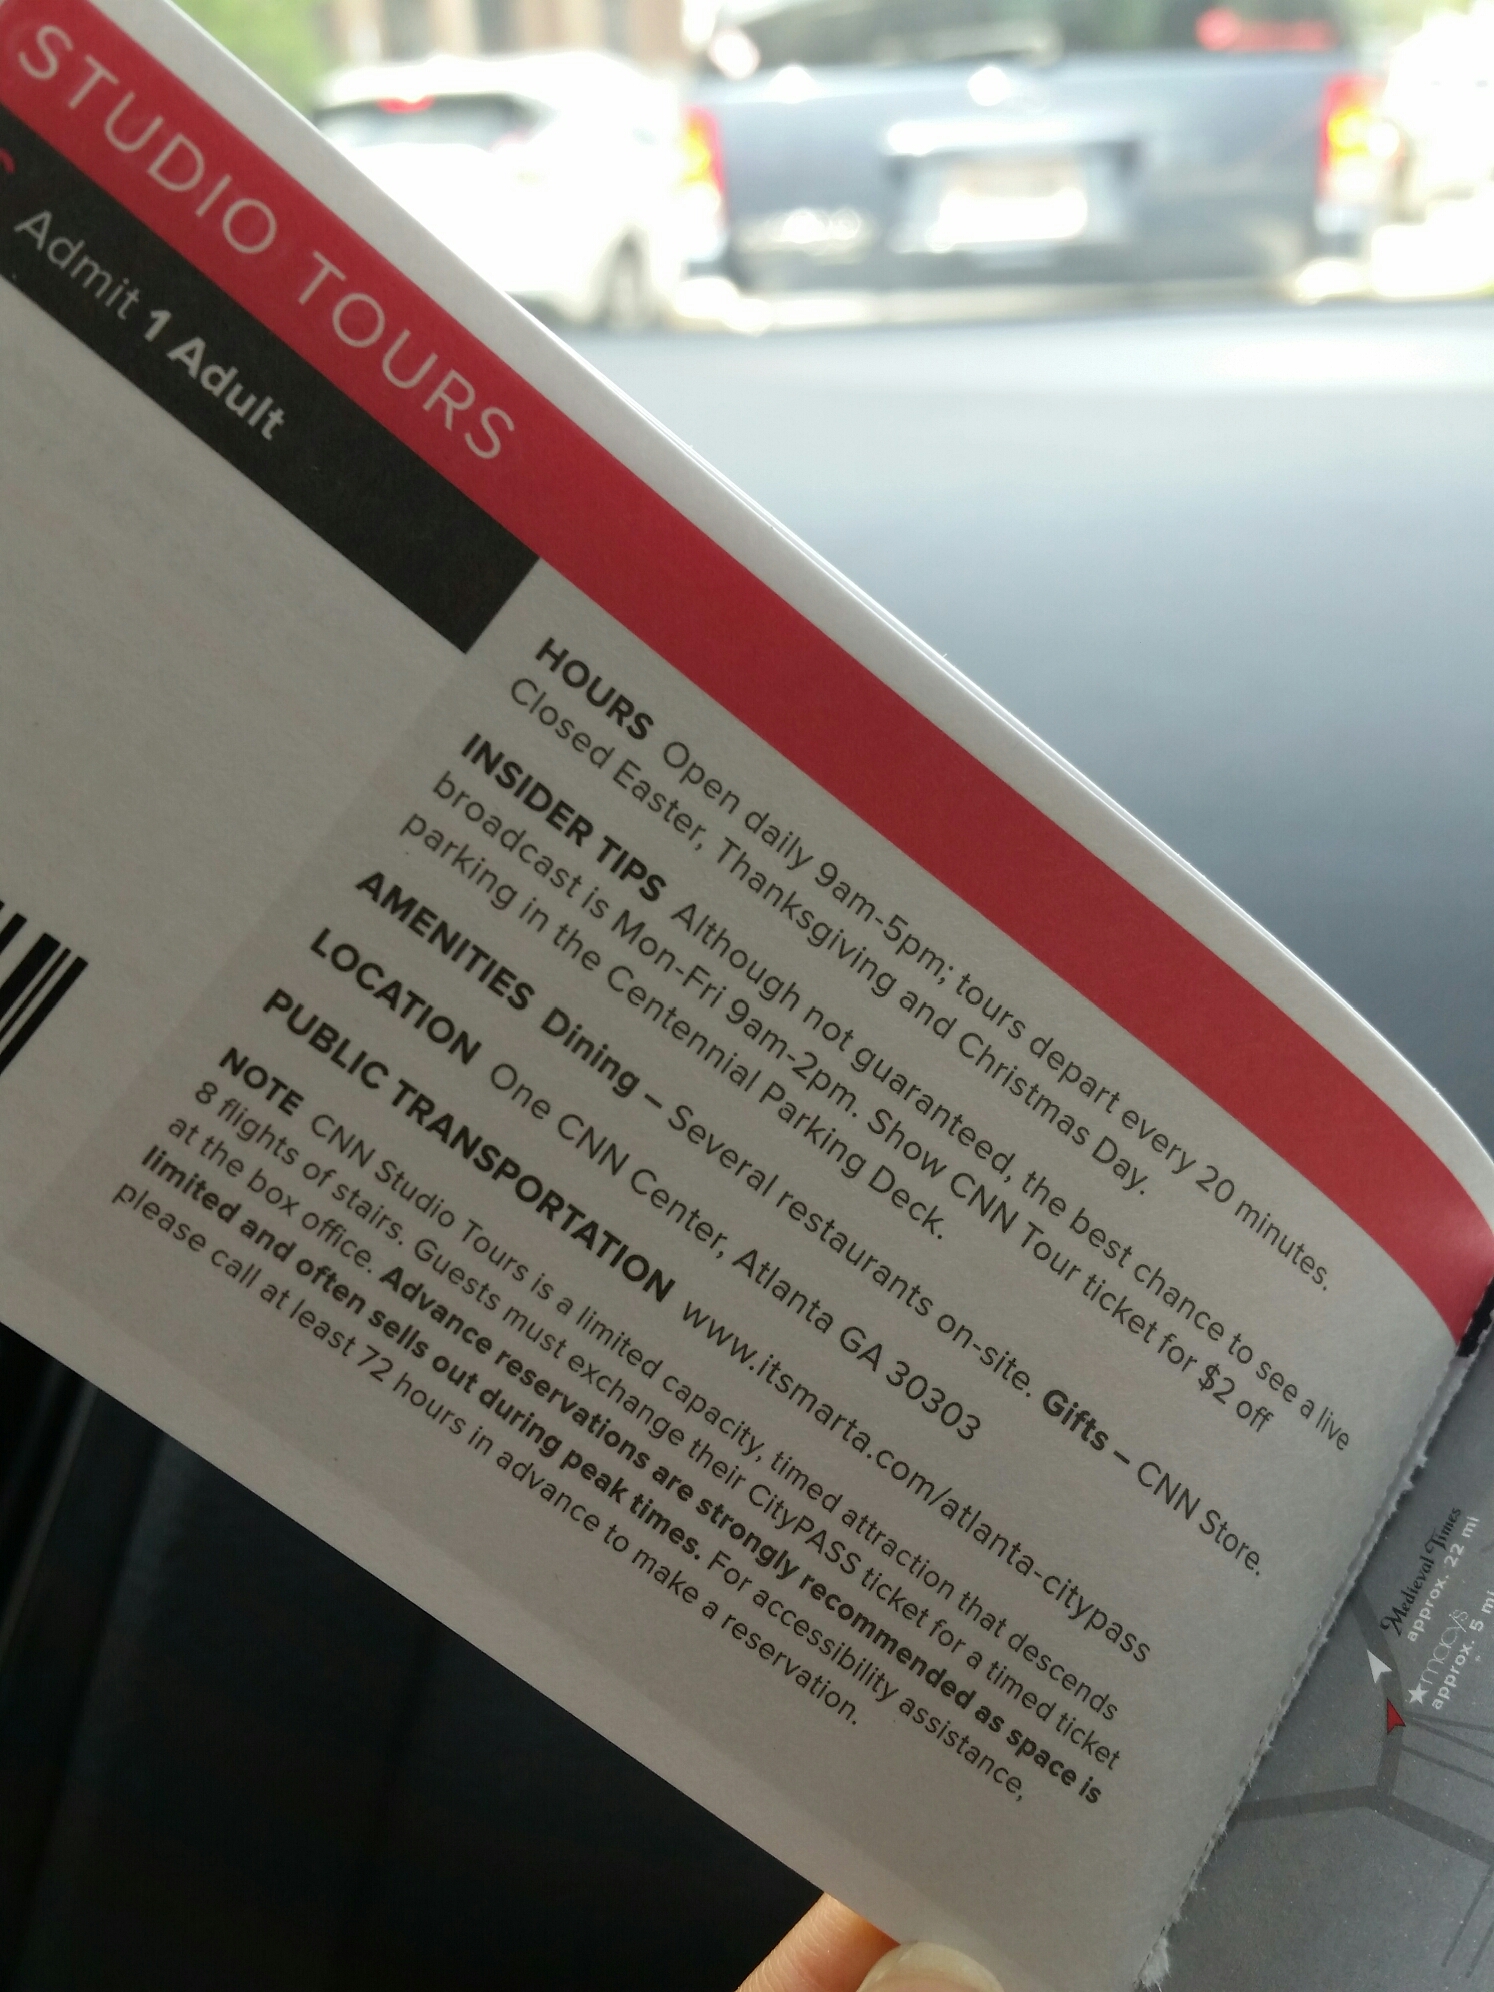 STUDIO TOURS
Admit 1 Adult
HOURS Open daily 9am-5pm; tours depart every 20 minutes.
Closed Easter, Thanksgiving and Christmas Day.
INSIDER TIPS Although not guaranteed, the best chance to see a live
broadcast is Mon-Fri 9am-2pm. Show CNN Tour ticket for $2 off
parking in the Centennial Parking Deck.
AMENITIES Dining – Several restaurants on-site. Gifts – CNN Store.
LOCATION One CNN Center, Atlanta GA 30303
PUBLIC TRANSPORTATION www.itsmarta.com/atlanta-citypass
NOTE CNN Studio Tours is a limited capacity, timed attraction that descends
8 flights of stairs. Guests must exchange their CityPASS ticket for a timed ticket
at the box office. Advance reservations are strongly recommended as space is
limited and often sells out during peak times. For accessibility assistance,
please call at least 72 hours in advance to make a reservation.
Medieval Times
approx. 22 mi
macy's
approx. 5 mi